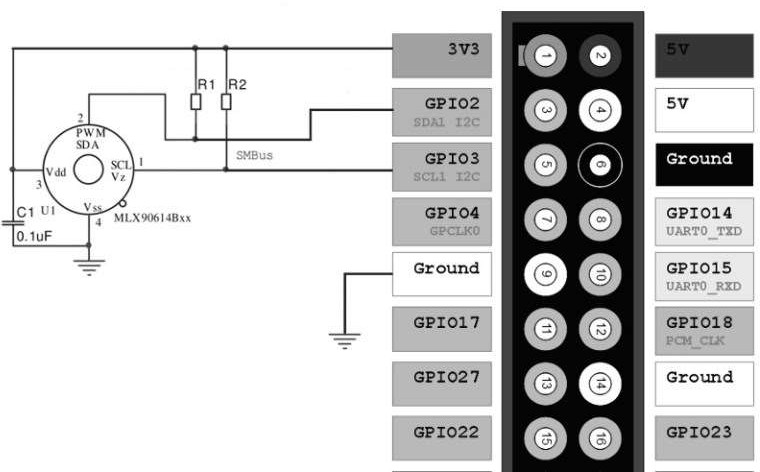 3V3
1
2
5V
R1
R2
GPIO2
SDA1 I2C
3
4
5V
2
PWM
SDA
SMBus
GPIO3
SCL1 I2C
5
6
Ground
SCL
1
Vdd
Vz
3
U1
Vss
4
MLX90614Bxx
C1
0.1uF
GPIO4
GPCLK0
7
8
GPIO14
UART0_TXD
Ground
9
10
GPIO15
UART0_RXD
GPIO17
11
12
GPIO18
PCM_CLK
GPIO27
13
14
Ground
GPIO22
15
16
GPIO23